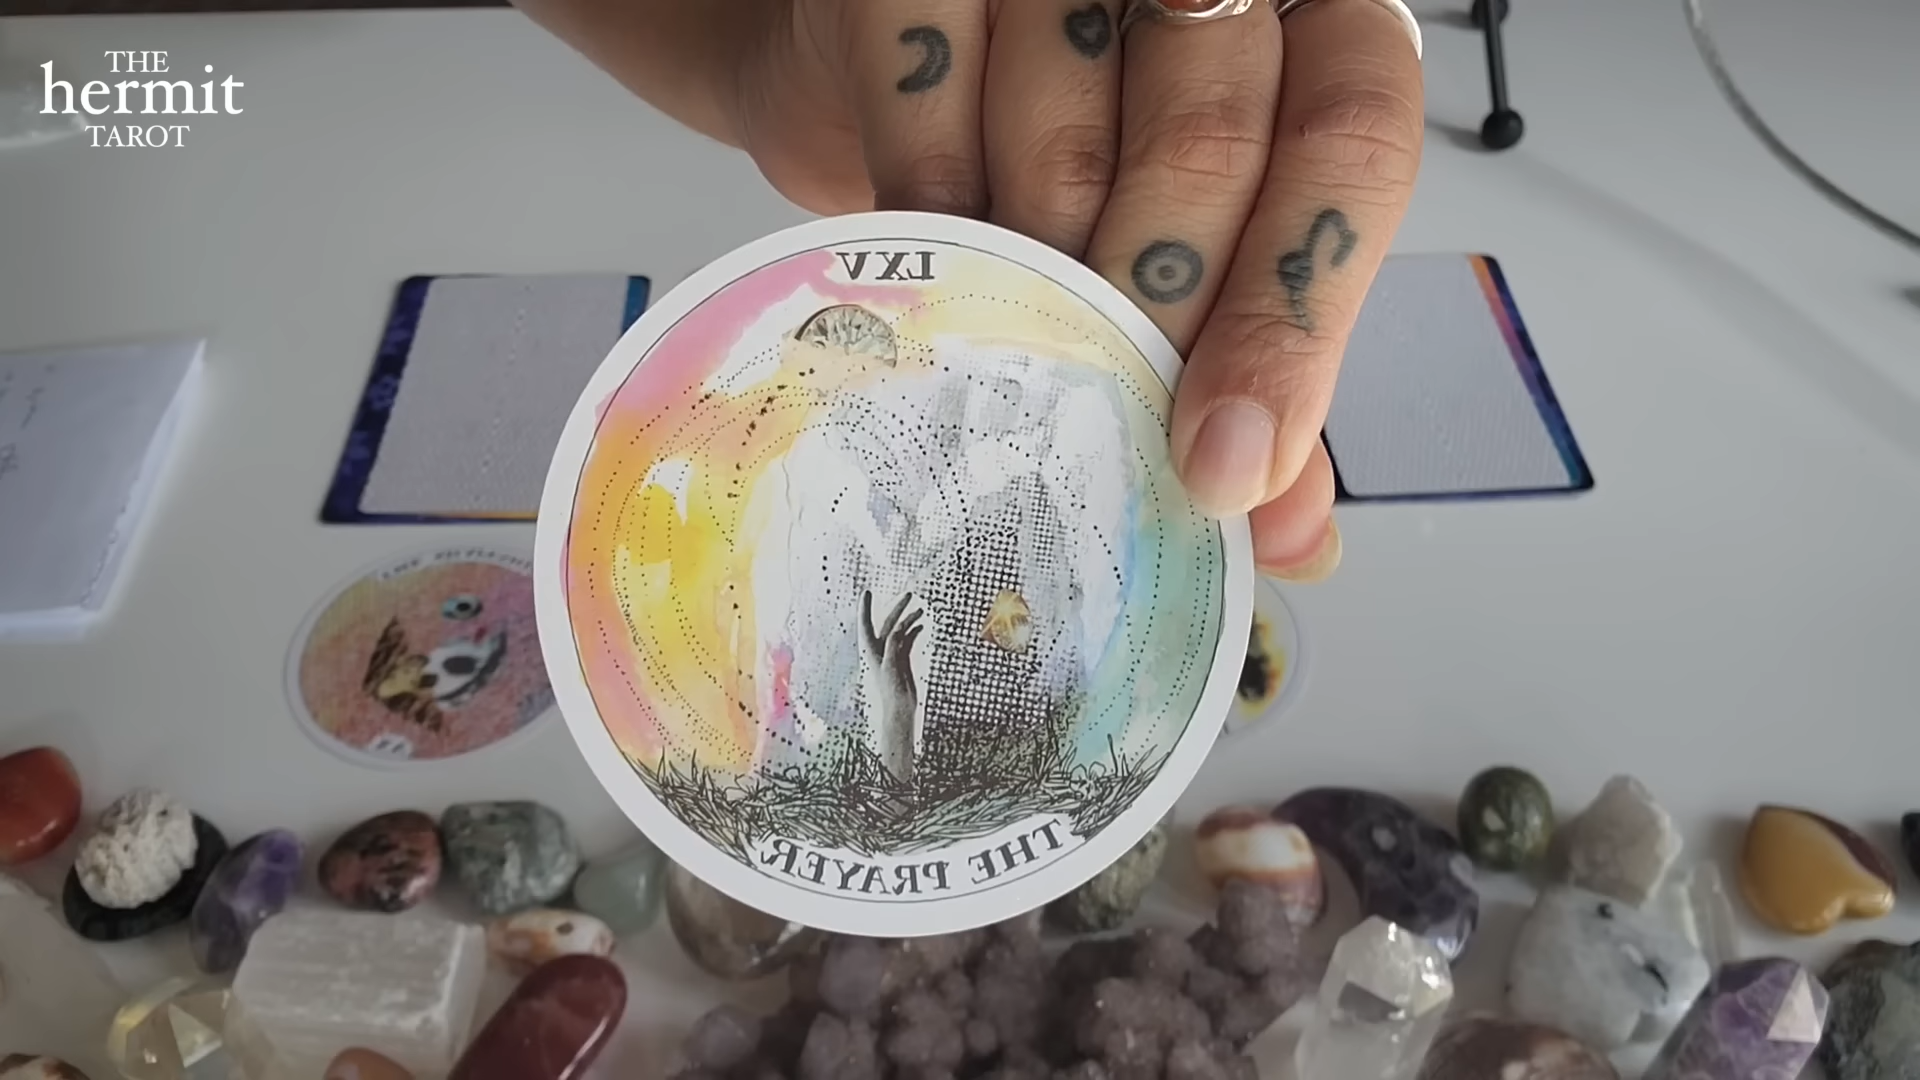 THE
hermit
TAROT
LXV
THE PRAYER